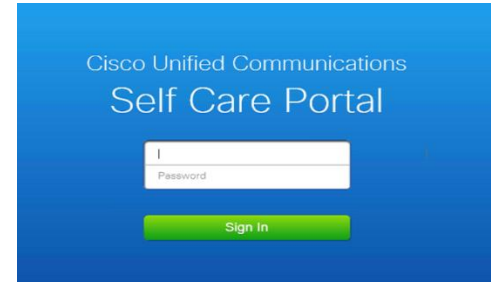 Cisco Unified Communications
Self Care Portal
Password
Sign In